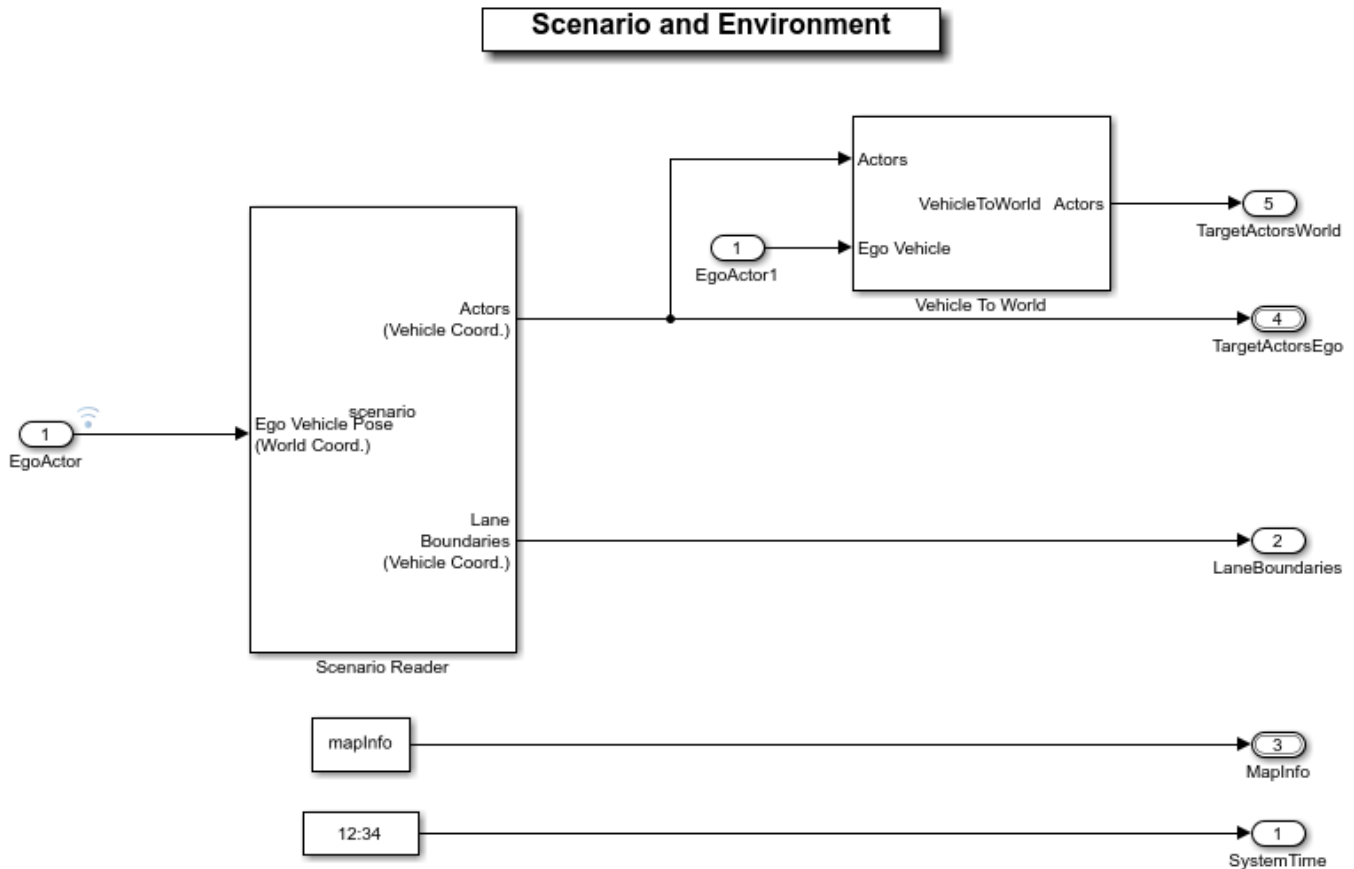 Scenario and Environment
Actors
VehicleToWorld Actors
Ego Vehicle
Vehicle To World
1
EgoActor1
5
TargetActorsWorld
4
TargetActorsEgo
1
EgoActor
Ego Vehicle Pose
(World Coord.)
scenario
Actors
(Vehicle Coord.)
Lane
Boundaries
(Vehicle Coord.)
Scenario Reader
2
LaneBoundaries
mapInfo
3
MapInfo
12:34
1
SystemTime